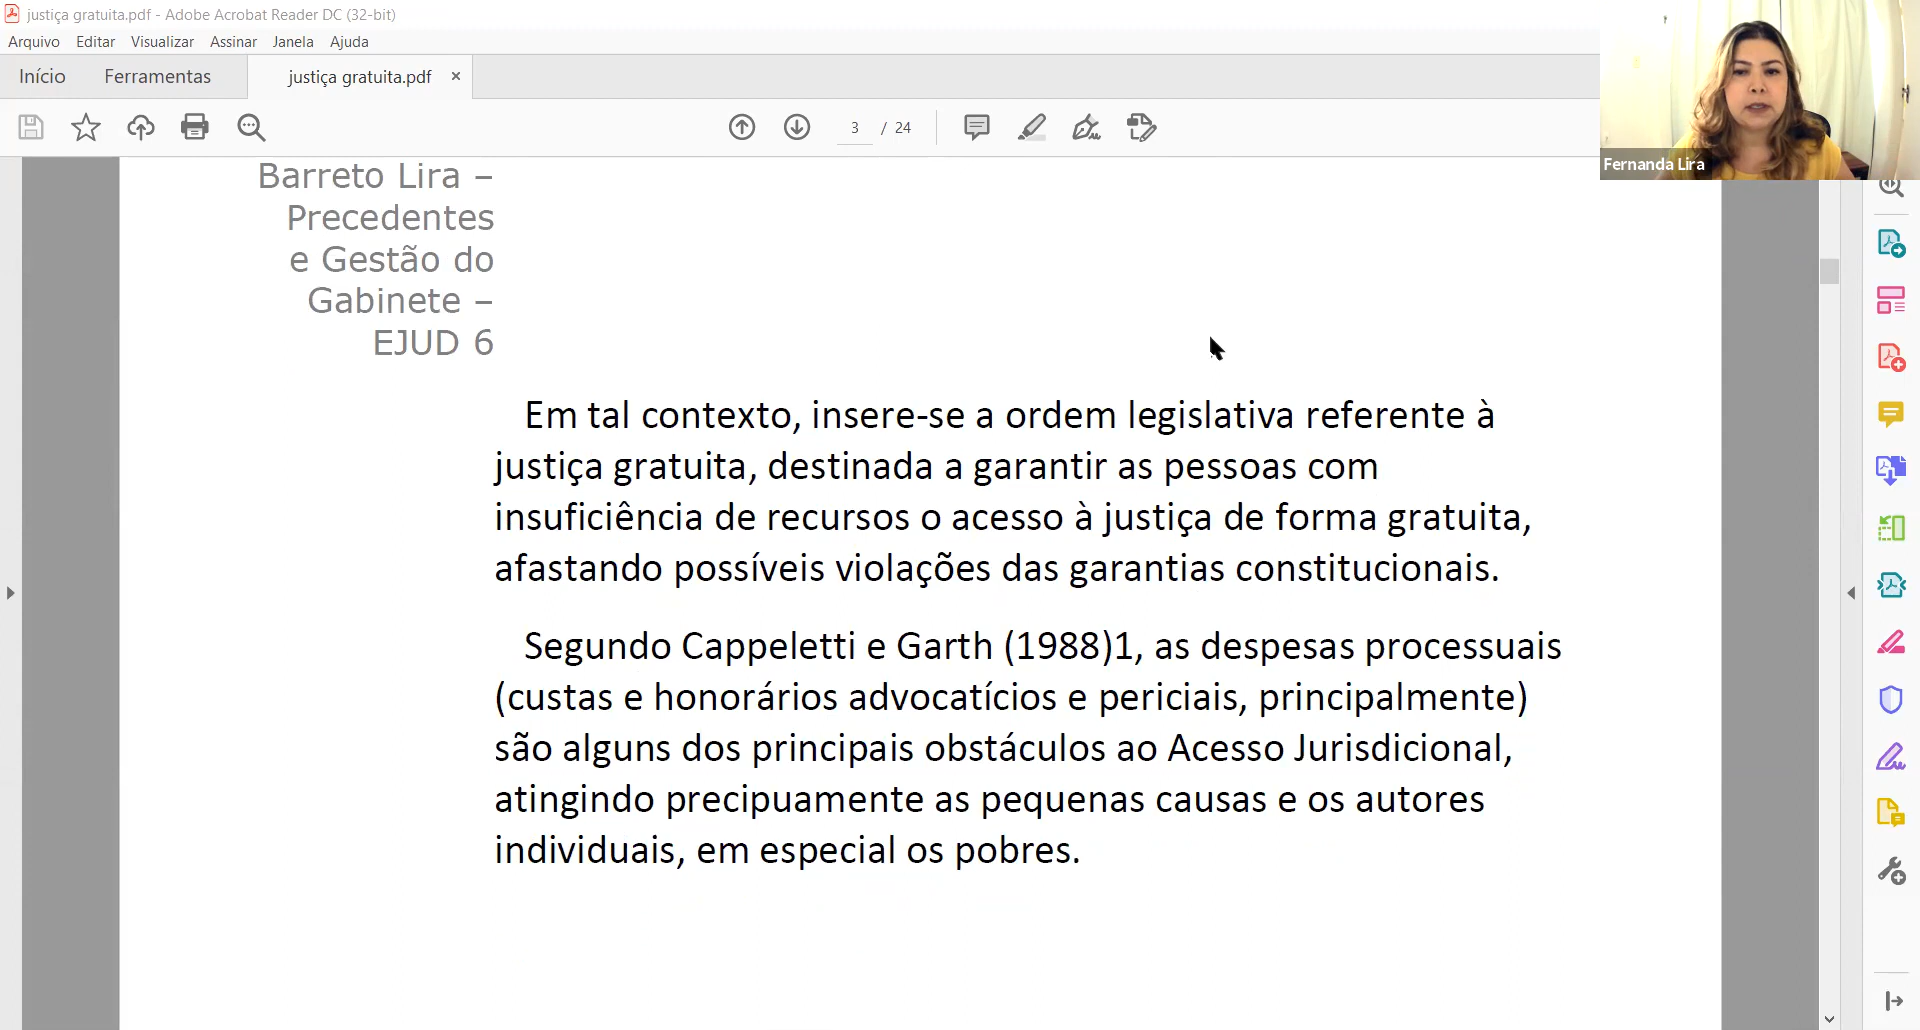 justiça gratuita.pdf - Adobe Acrobat Reader DC (32-bit)
Arquivo Editar Visualizar Assinar Janela Ajuda
Início Ferramentas justiça gratuita.pdf ×
3 / 24
Fernanda Lira
Barreto Lira –
Precedentes
e Gestão do
Gabinete –
EJUD 6
Em tal contexto, insere-se a ordem legislativa referente à
justiça gratuita, destinada a garantir as pessoas com
insuficiência de recursos o acesso à justiça de forma gratuita,
afastando possíveis violações das garantias constitucionais.
Segundo Cappeletti e Garth (1988)1, as despesas processuais
(custas e honorários advocatícios e periciais, principalmente)
são alguns dos principais obstáculos ao Acesso Jurisdicional,
atingindo precipuamente as pequenas causas e os autores
individuais, em especial os pobres.